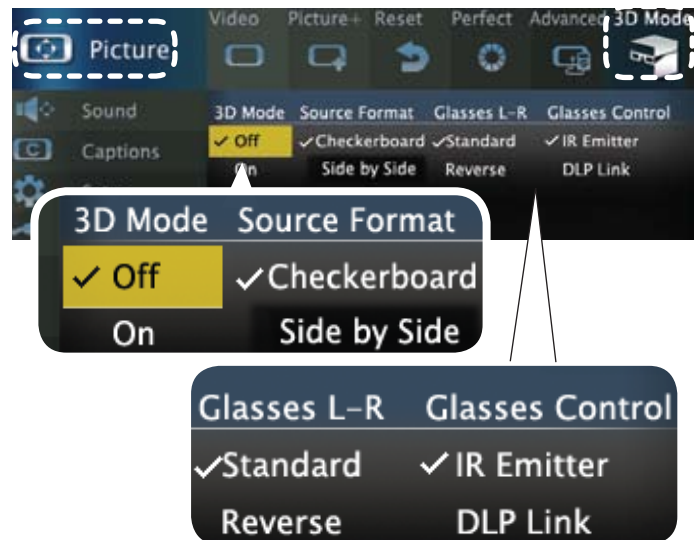 Video Picture+ Reset Perfect Advanced 3D Mode
Picture
Sound
Captions
3D Mode Source Format Glasses L–R Glasses Control
✓ Off ✓Checkerboard ✓Standard ✓IR Emitter
On Side by Side Reverse DLP Link
3D Mode Source Format
✓ Off ✓Checkerboard
On Side by Side
Glasses L–R Glasses Control
✓Standard ✓IR Emitter
Reverse DLP Link